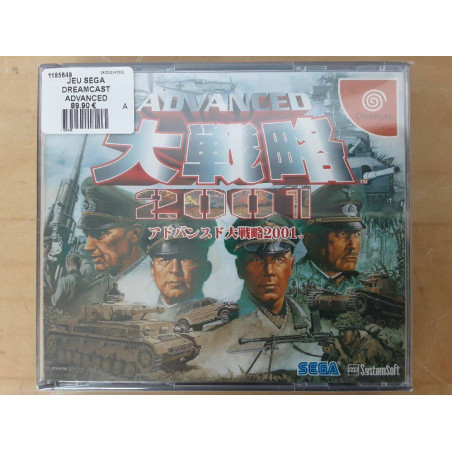 1185849
JEU SEGA
DREAMCAST
ADVANCED
89.90 €
A
ADVANCED
Dreamcast
大戦略
TM
2001
アドバンスド大戦略2001
SEGA
SystemSoft